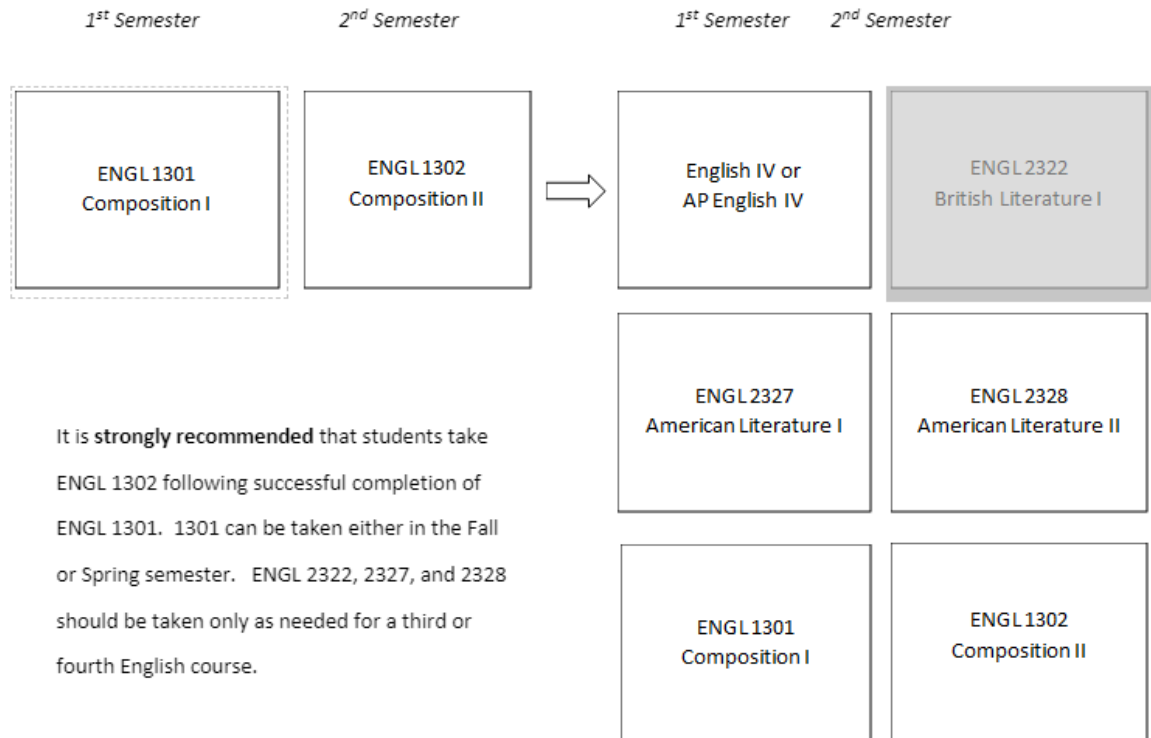 1st Semester
2nd Semester
1st Semester
2nd Semester
ENGL 1301
Composition I
ENGL 1302
Composition II
English IV or
AP English IV
ENGL 2322
British Literature I
ENGL 2327
American Literature I
ENGL 2328
American Literature II
It is strongly recommended that students take
ENGL 1302 following successful completion of
ENGL 1301. 1301 can be taken either in the Fall
or Spring semester. ENGL 2322, 2327, and 2328
should be taken only as needed for a third or
fourth English course.
ENGL 1301
Composition I
ENGL 1302
Composition II